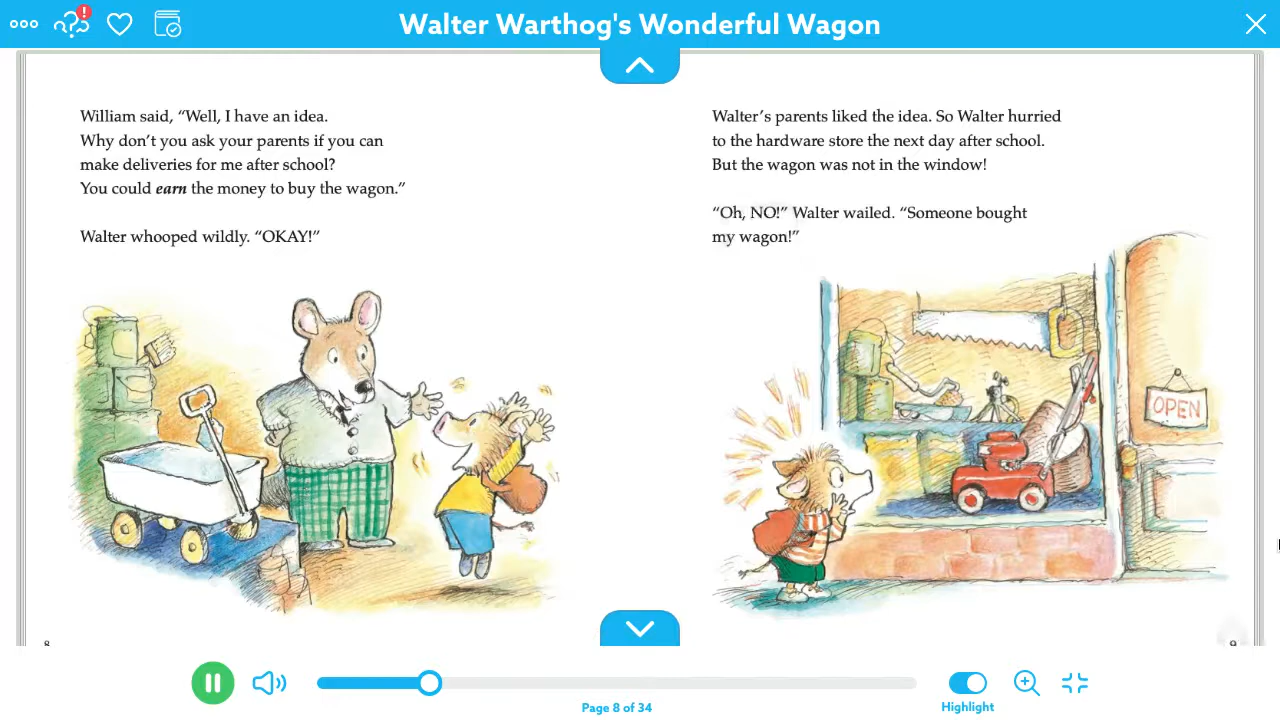 Walter Warthog's Wonderful Wagon
William said, “Well, I have an idea.
Why don’t you ask your parents if you can
make deliveries for me after school?
You could earn the money to buy the wagon.”
Walter whooped wildly. “OKAY!”
8
Walter’s parents liked the idea. So Walter hurried
to the hardware store the next day after school.
But the wagon was not in the window!
“Oh, NO!” Walter wailed. “Someone bought
my wagon!”
OPEN
9
Page 8 of 34
Highlight